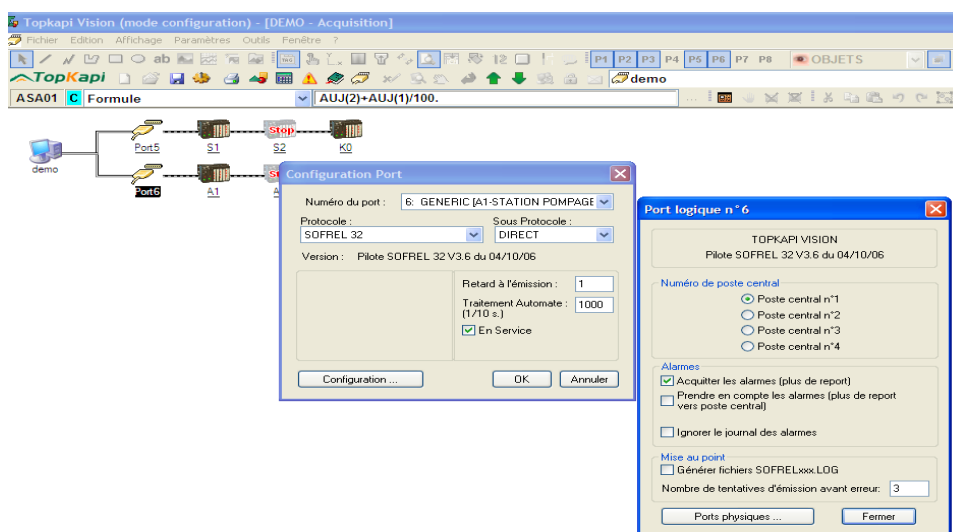 Topkapi Vision (mode configuration) - [DEMO - Acquisition]
Fichier Edition Affichage Paramètres Outils Fenêtre ?
ab P1 P2 P3 P4 P5 P6 P7 P8 OBJETS
TopKapi demo
ASA01 C Formule AUJ(2)+AUJ(1)/100.
demo
Port5 S1 Stop S2 K0
Port6 A1
Configuration Port
Numéro du port : 6: GENERIC [A1-STATION POMPAGE
Protocole : Sous Protocole :
SOFREL 32 DIRECT
Version : Pilote SOFREL 32 V3.6 du 04/10/06
Retard à l'émission : 1
Traitement Automate : 1000
(1/10 s.)
En Service
Configuration ... OK Annuler
Port logique n°6
TOPKAPI VISION
Pilote SOFREL 32 V3.6 du 04/10/06
Numéro de poste central
Poste central n°1
Poste central n°2
Poste central n°3
Poste central n°4
Alarmes
Acquitter les alarmes (plus de report)
Prendre en compte les alarmes (plus de report
vers poste central)
Ignorer le journal des alarmes
Mise au point
Générer fichiers SOFRELxxx.LOG
Nombre de tentatives d'émission avant erreur: 3
Ports physiques ... Fermer